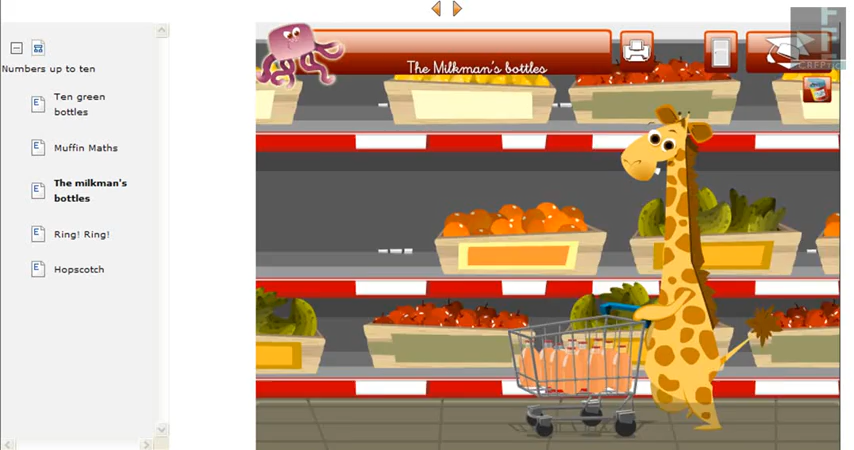 Numbers up to ten
Ten green
bottles
Muffin Maths
The milkman's
bottles
Ring! Ring!
Hopscotch
The Milkman's bottles